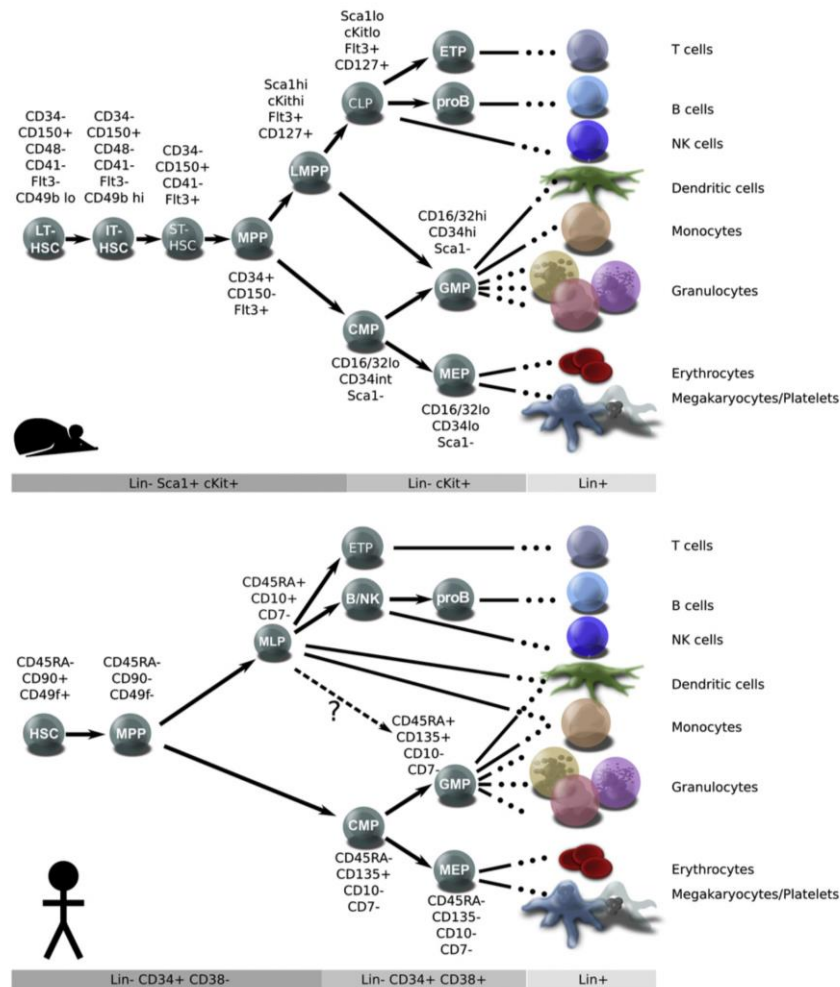 Sca1lo
cKitlo
Flt3+
CD127+
ETP
T cells
Sca1hi
cKithi
Flt3+
CD127+
CLP
proB
B cells
NK cells
CD34-
CD150+
CD48-
CD41-
Flt3-
CD49b lo
CD34-
CD150+
CD48-
CD41-
Flt3-
CD49b hi
CD34-
CD150+
CD41-
Flt3+
LMPP
Dendritic cells
CD16/32hi
CD34hi
Sca1-
LT-
HSC
IT-
HSC
ST-
HSC
MPP
Monocytes
CD34+
CD150-
Flt3+
GMP
Granulocytes
CMP
CD16/32lo
CD34int
Sca1-
MEP
CD16/32lo
CD34lo
Sca1-
Erythrocytes
Megakaryocytes/Platelets
Lin- Sca1+ cKit+
Lin- cKit+
Lin+
ETP
T cells
CD45RA+
CD10+
CD7-
B/NK
proB
B cells
MLP
NK cells
CD45RA-
CD90+
CD49f+
CD45RA-
CD90-
CD49f-
Dendritic cells
?
CD45RA+
CD135+
CD10-
CD7-
HSC
MPP
Monocytes
GMP
Granulocytes
CMP
CD45RA-
CD135+
CD10-
CD7-
MEP
CD45RA-
CD135-
CD10-
CD7-
Erythrocytes
Megakaryocytes/Platelets
Lin- CD34+ CD38-
Lin- CD34+ CD38+
Lin+